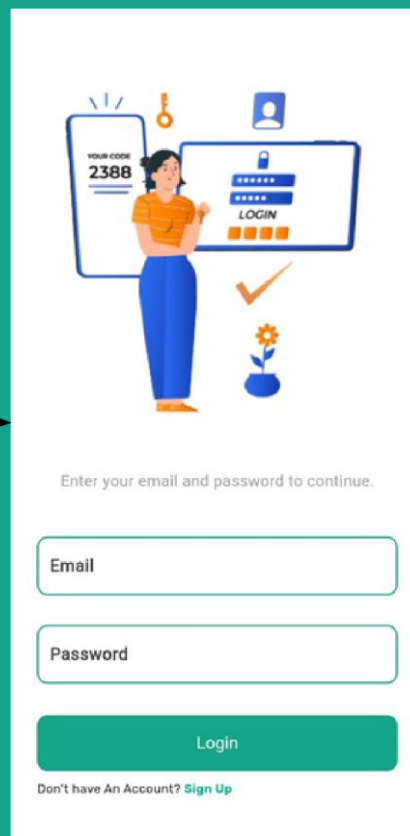 YOUR CODE
2388
LOGIN
Enter your email and password to continue.
Email
Password
Login
Don't have An Account? Sign Up